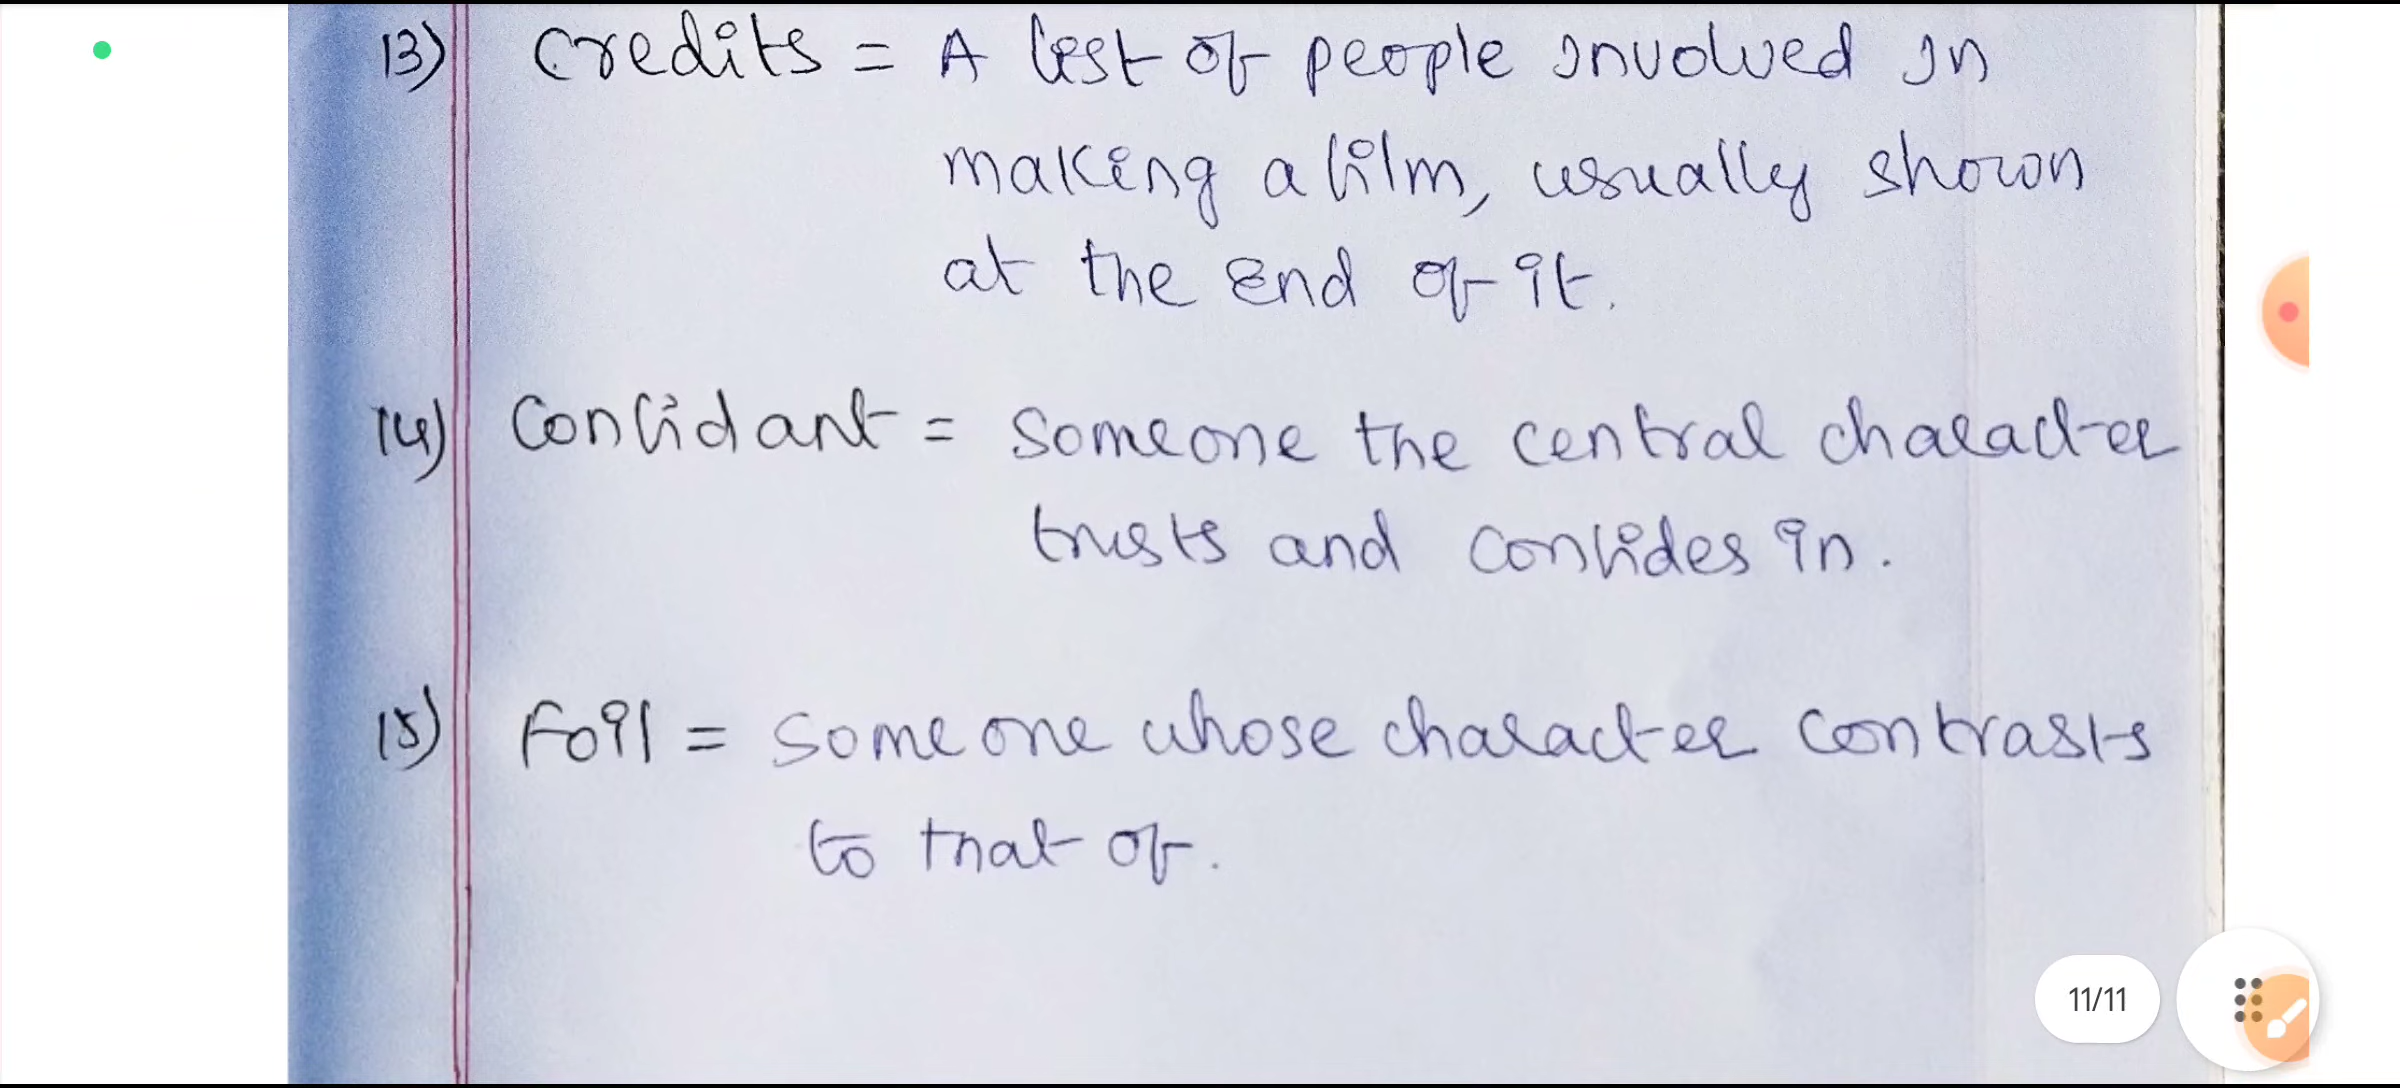 13) Credits = A list of people involved in
making a film, usually shown
at the end of it.
14) Confidant = Someone the central character
trusts and confides in.
15) Foil = Someone whose character contrasts
to that of.
11/11